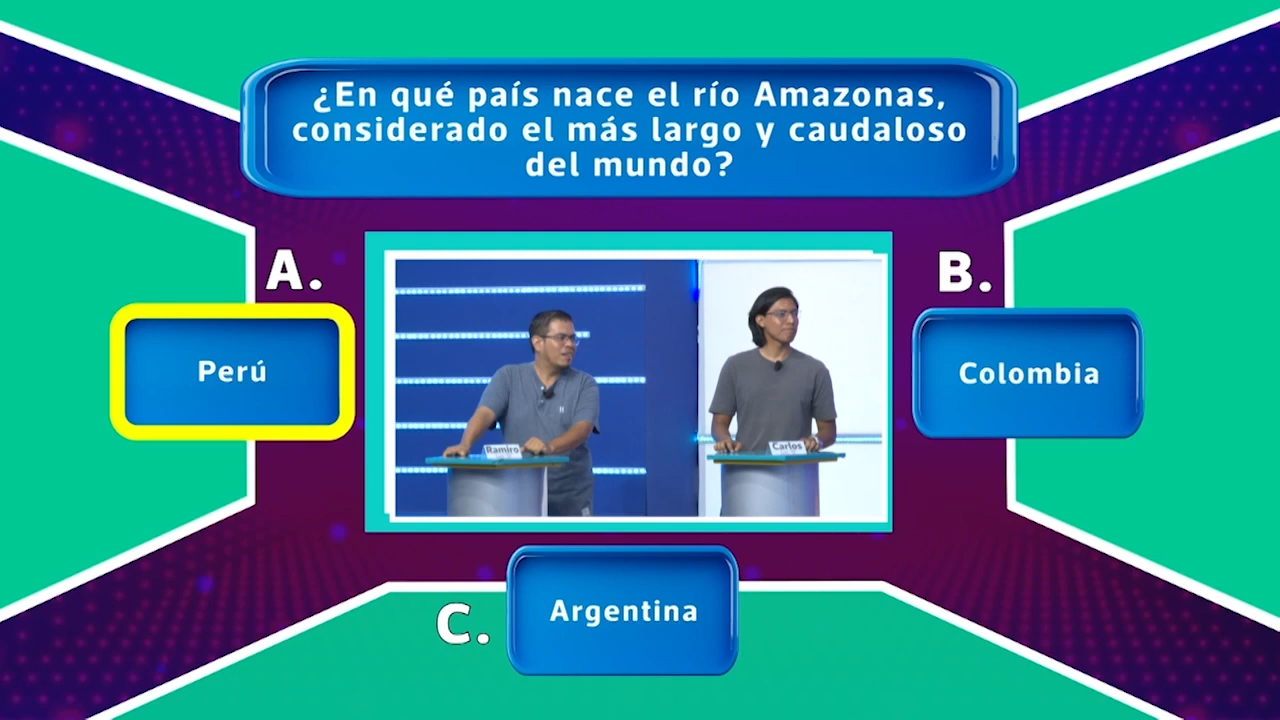 ¿En qué país nace el río Amazonas,
considerado el más largo y caudaloso
del mundo?
A.
B.
Perú
Colombia
Ramiro
Carlos
C.
Argentina